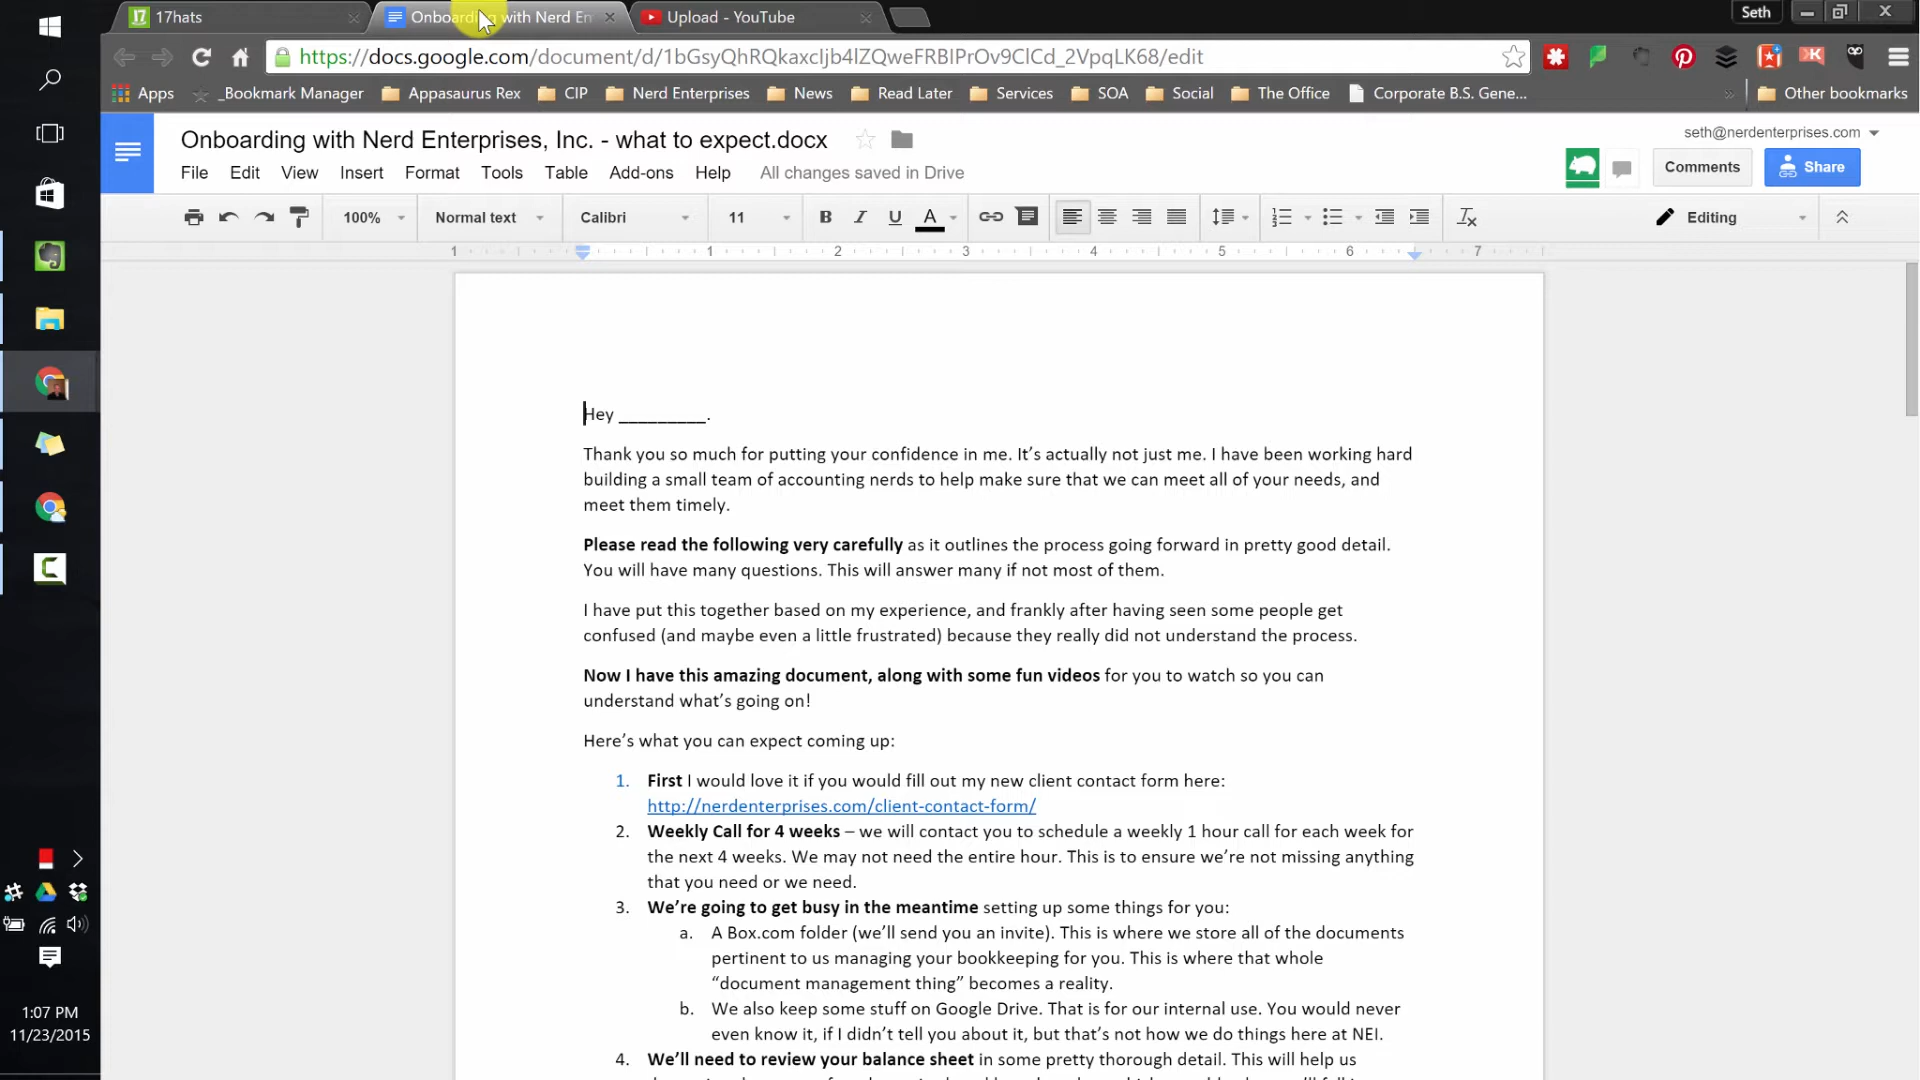 17hats
Onboarding with Nerd En
Upload - YouTube
Seth
https://docs.google.com/document/d/1bGsyQhRQkaxcIjb4lZQweFRBIPrOv9ClCd_2VpqLK68/edit
Apps
_Bookmark Manager
Appasaurus Rex
CIP
Nerd Enterprises
News
Read Later
Services
SOA
Social
The Office
Corporate B.S. Gene...
»
Other bookmarks
Onboarding with Nerd Enterprises, Inc. - what to expect.docx
seth@nerdenterprises.com
File Edit View Insert Format Tools Table Add-ons Help All changes saved in Drive
Comments
Share
100% Normal text Calibri 11 B I U A Editing
1 1 2 3 4 5 6 7
Hey _________.
Thank you so much for putting your confidence in me. It’s actually not just me. I have been working hard
building a small team of accounting nerds to help make sure that we can meet all of your needs, and
meet them timely.
Please read the following very carefully as it outlines the process going forward in pretty good detail.
You will have many questions. This will answer many if not most of them.
I have put this together based on my experience, and frankly after having seen some people get
confused (and maybe even a little frustrated) because they really did not understand the process.
Now I have this amazing document, along with some fun videos for you to watch so you can
understand what’s going on!
Here’s what you can expect coming up:
1. First I would love it if you would fill out my new client contact form here:
http://nerdenterprises.com/client-contact-form/
2. Weekly Call for 4 weeks – we will contact you to schedule a weekly 1 hour call for each week for
the next 4 weeks. We may not need the entire hour. This is to ensure we’re not missing anything
that you need or we need.
3. We’re going to get busy in the meantime setting up some things for you:
a. A Box.com folder (we’ll send you an invite). This is where we store all of the documents
pertinent to us managing your bookkeeping for you. This is where that whole
“document management thing” becomes a reality.
b. We also keep some stuff on Google Drive. That is for our internal use. You would never
even know it, if I didn’t tell you about it, but that’s not how we do things here at NEI.
4. We’ll need to review your balance sheet in some pretty thorough detail. This will help us
1:07 PM
11/23/2015